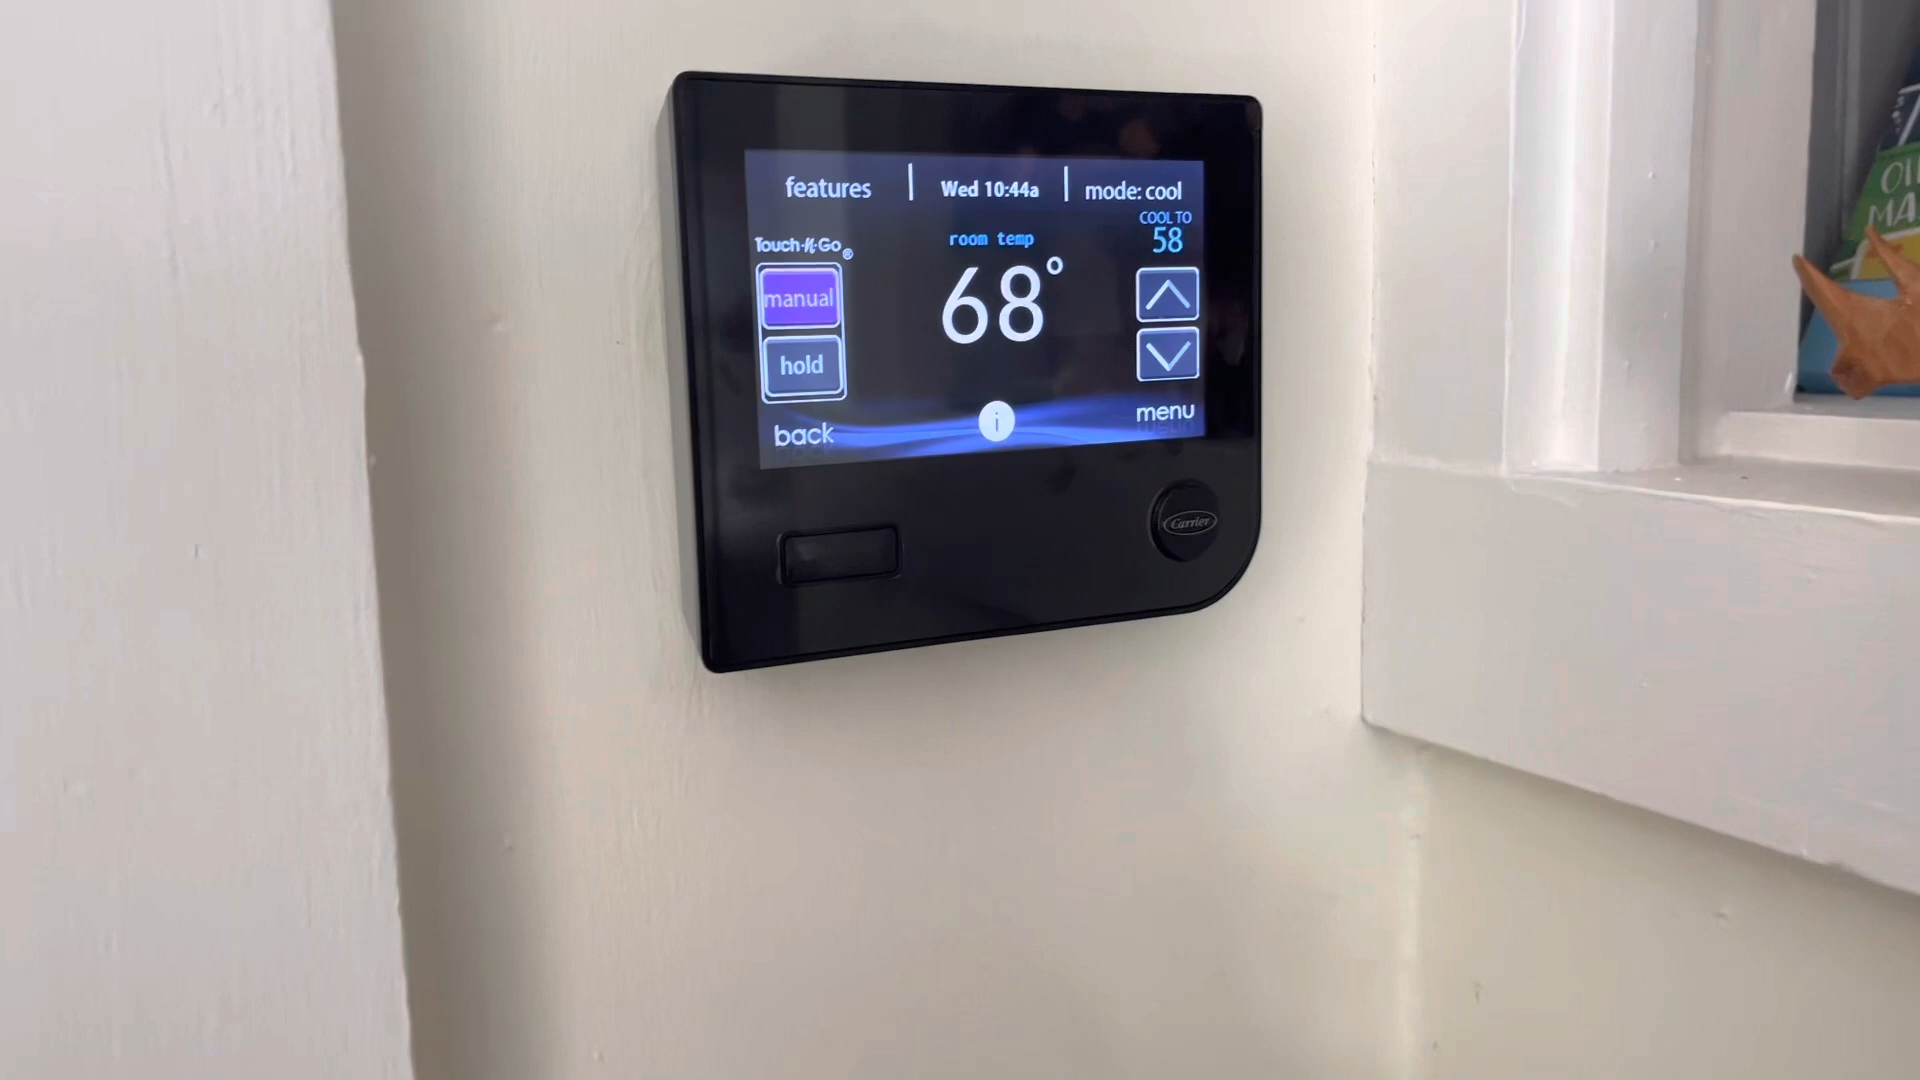 features
Wed 10:44a
mode: cool
COOL TO
58
Touch-N-Go®
room temp
68°
manual
hold
back
i
menu
Carrier